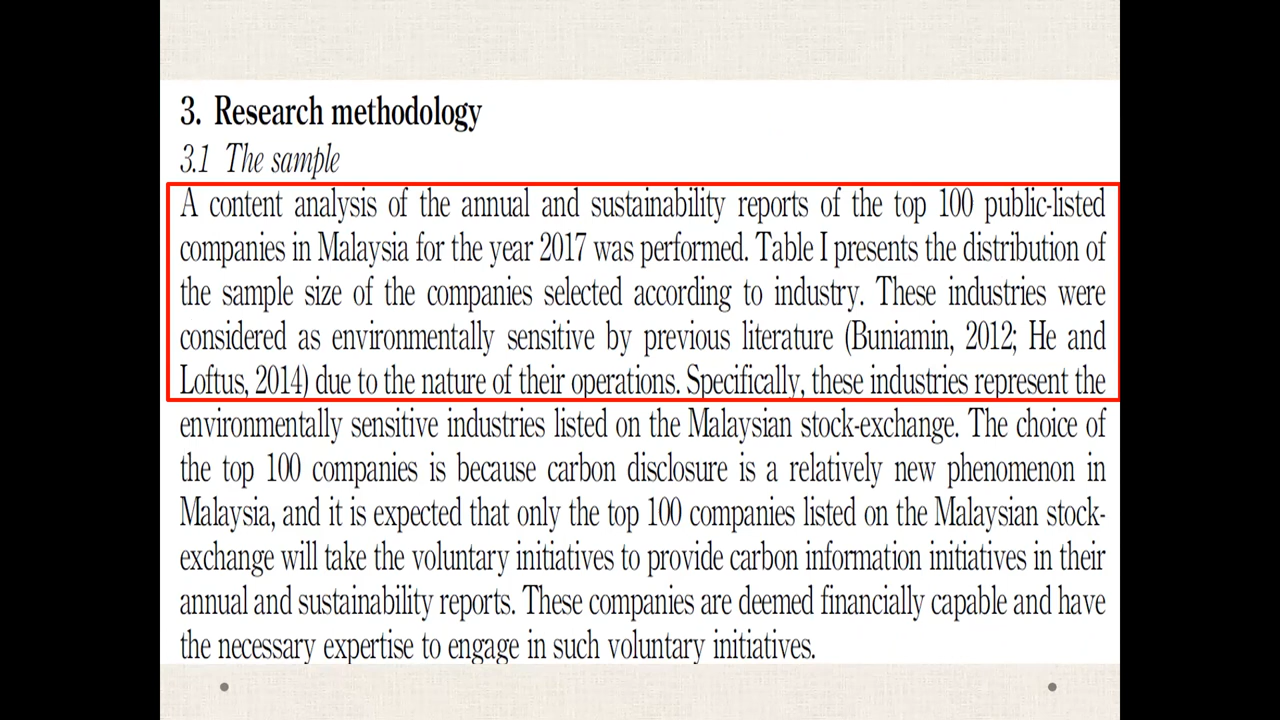 3. Research methodology
3.1 The sample
A content analysis of the annual and sustainability reports of the top 100 public-listed
companies in Malaysia for the year 2017 was performed. Table I presents the distribution of
the sample size of the companies selected according to industry. These industries were
considered as environmentally sensitive by previous literature (Buniamin, 2012; He and
Loftus, 2014) due to the nature of their operations. Specifically, these industries represent the
environmentally sensitive industries listed on the Malaysian stock-exchange. The choice of
the top 100 companies is because carbon disclosure is a relatively new phenomenon in
Malaysia, and it is expected that only the top 100 companies listed on the Malaysian stock-
exchange will take the voluntary initiatives to provide carbon information initiatives in their
annual and sustainability reports. These companies are deemed financially capable and have
the necessary expertise to engage in such voluntary initiatives.